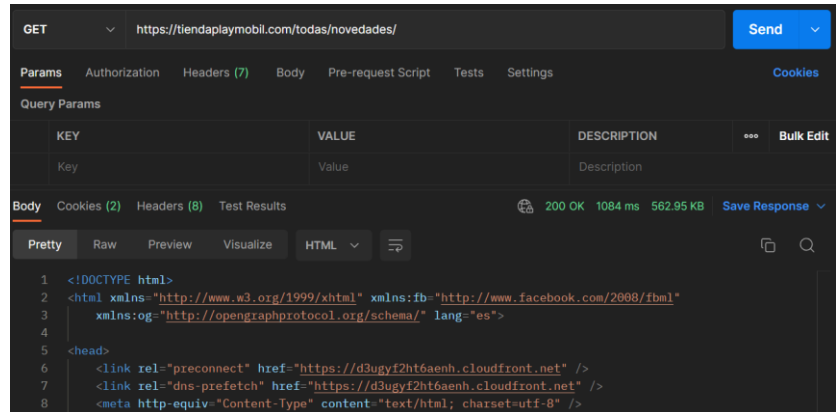 GET https://tiendaplaymobil.com/todas/novedades/ Send
Params Authorization Headers (7) Body Pre-request Script Tests Settings Cookies
Query Params
KEY VALUE DESCRIPTION ooo Bulk Edit
Key Value Description
Body Cookies (2) Headers (8) Test Results 200 OK 1084 ms 562.95 KB Save Response
Pretty Raw Preview Visualize HTML
1 <!DOCTYPE html>
2 <html xmlns="http://www.w3.org/1999/xhtml" xmlns:fb="http://www.facebook.com/2008/fbml"
3 xmlns:og="http://opengraphprotocol.org/schema/" lang="es">
4
5 <head>
6 <link rel="preconnect" href="https://d3ugyf2ht6aenh.cloudfront.net" />
7 <link rel="dns-prefetch" href="https://d3ugyf2ht6aenh.cloudfront.net" />
8 <meta http-equiv="Content-Type" content="text/html; charset=utf-8" />